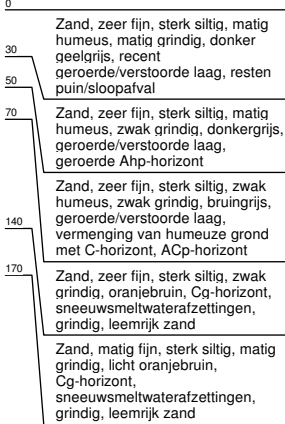 0
Zand, zeer fijn, sterk siltig, matig
humeus, matig grindig, donker
geelgrijs, recent
geroerde/verstoorde laag, resten
puin/sloopafval
30
Zand, zeer fijn, sterk siltig, matig
humeus, zwak grindig, donkergrijs,
geroerde/verstoorde laag,
geroerde Ahp-horizont
50
Zand, zeer fijn, sterk siltig, zwak
humeus, zwak grindig, bruingrijs,
geroerde/verstoorde laag,
vermenging van humeuze grond
met C-horizont, ACp-horizont
70
Zand, zeer fijn, sterk siltig, zwak
grindig, oranjebruin, Cg-horizont,
sneeuwsmeltwaterafzettingen,
grindig, leemrijk zand
140
Zand, matig fijn, sterk siltig, matig
grindig, licht oranjebruin,
Cg-horizont,
sneeuwsmeltwaterafzettingen,
grindig, leemrijk zand
170